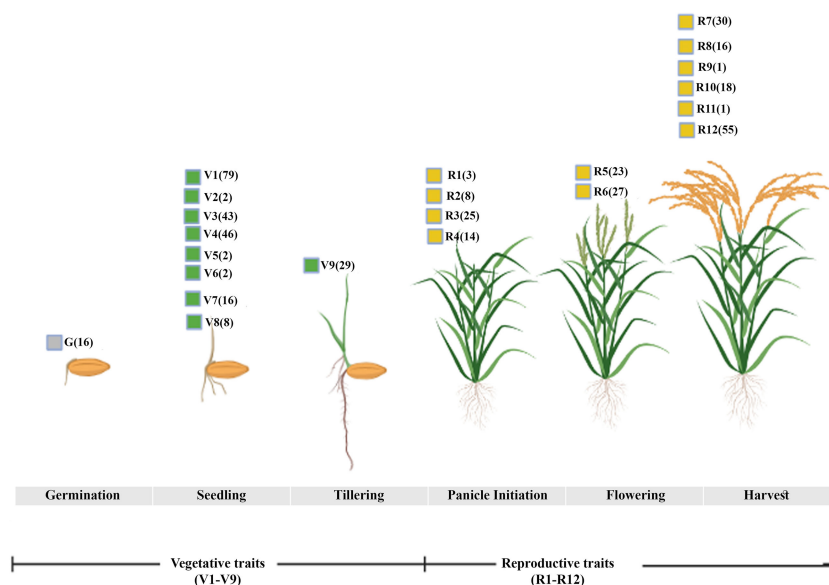 R7(30)
R8(16)
R9(1)
R10(18)
R11(1)
R12(55)
V1(79)
V2(2)
V3(43)
V4(46)
V5(2)
V6(2)
V7(16)
V8(8)
R1(3)
R2(8)
R3(25)
R4(14)
R5(23)
R6(27)
V9(29)
G(16)
Germination
Seedling
Tillering
Panicle Initiation
Flowering
Harvest
Vegetative traits
(V1-V9)
Reproductive traits
(R1-R12)